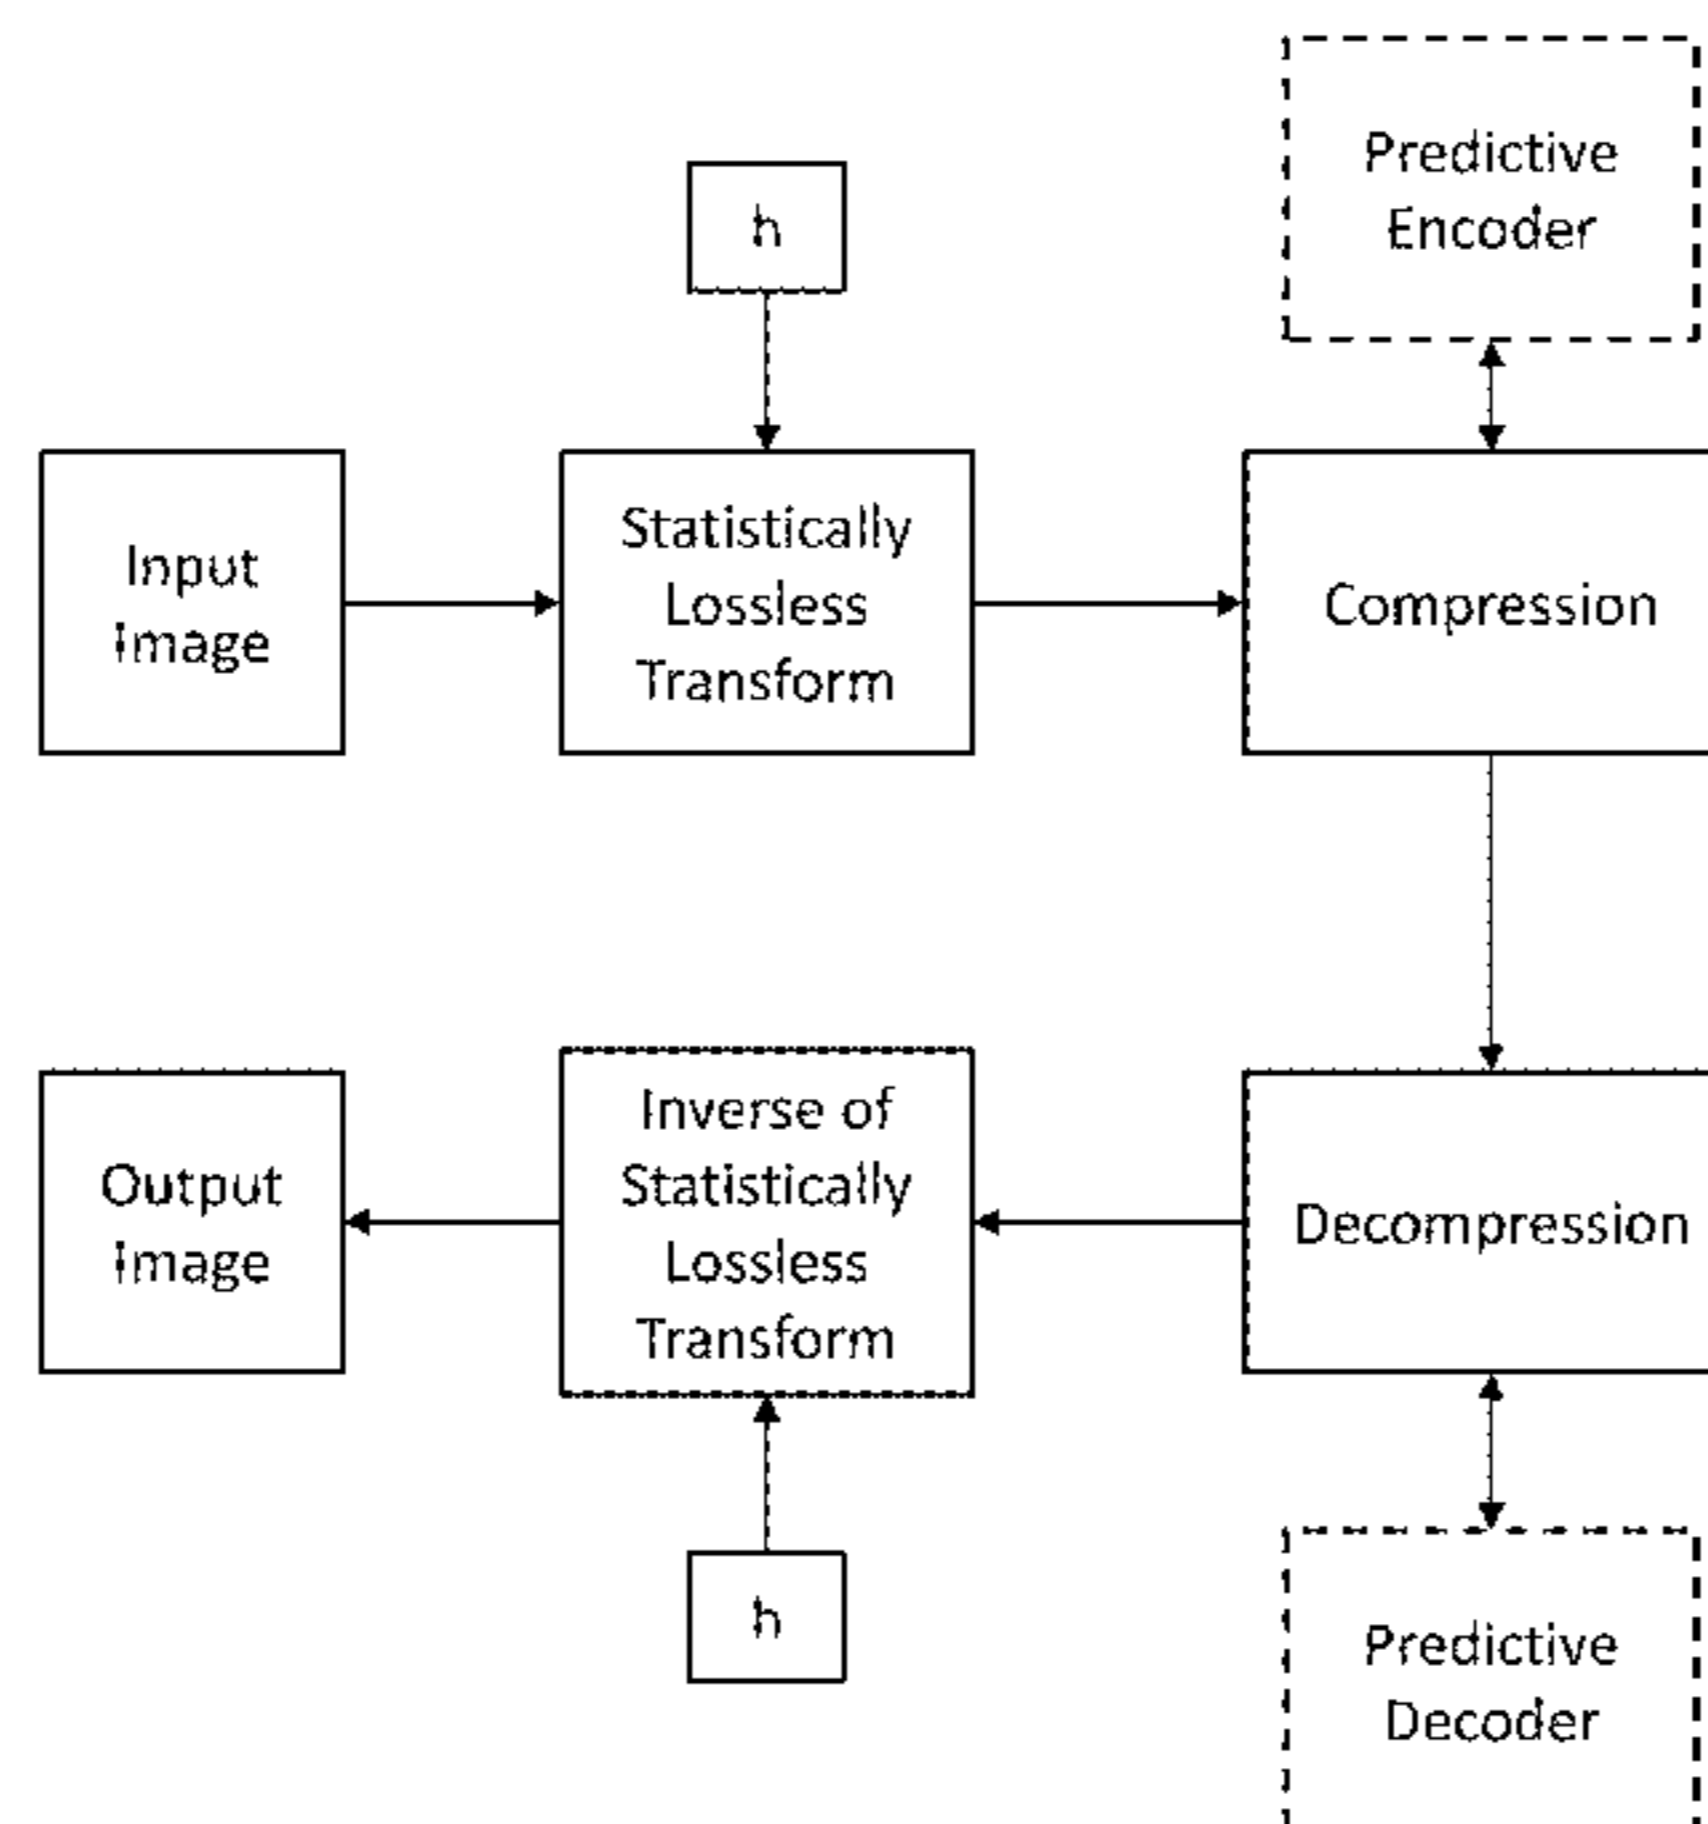 Predictive
Encoder
h
Input
Image
Statistically
Lossless
Transform
Compression
Output
Image
Inverse of
Statistically
Lossless
Transform
Decompression
h
Predictive
Decoder